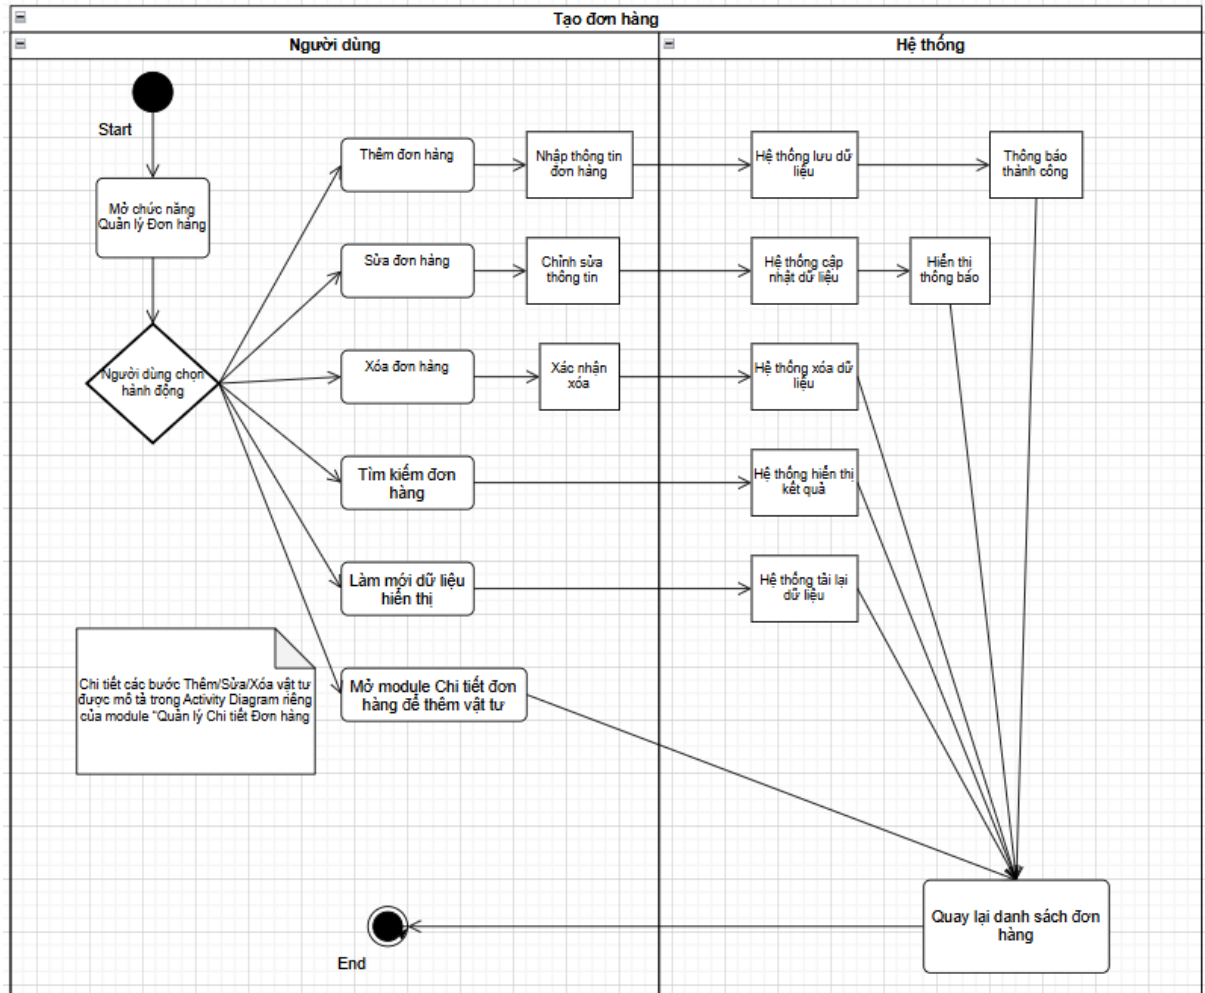 Tạo đơn hàng
Người dùng
Hệ thống
Start
Mở chức năng
Quản lý Đơn hàng
Người dùng chọn
hành động
Thêm đơn hàng
Nhập thông tin
đơn hàng
Hệ thống lưu dữ
liệu
Thông báo
thành công
Sửa đơn hàng
Chỉnh sửa
thông tin
Hệ thống cập
nhật dữ liệu
Hiển thị
thông báo
Xóa đơn hàng
Xác nhận
xóa
Hệ thống xóa dữ
liệu
Tìm kiếm đơn
hàng
Hệ thống hiển thị
kết quả
Làm mới dữ liệu
hiển thị
Hệ thống tải lại
dữ liệu
Mở module Chi tiết đơn
hàng để thêm vật tư
Chi tiết các bước Thêm/Sửa/Xóa vật tư
được mô tả trong Activity Diagram riêng
của module "Quản lý Chi tiết Đơn hàng
Quay lại danh sách đơn
hàng
End